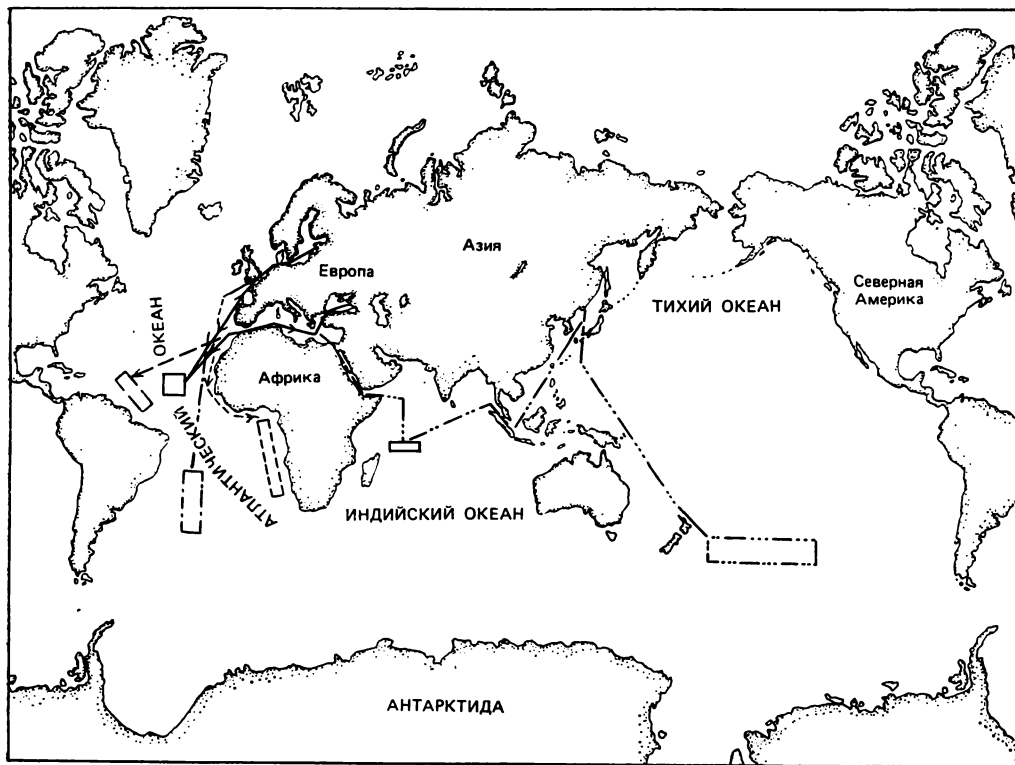 Азия
Европа
ТИХИЙ ОКЕАН
Северная
Америка
ОКЕАН
Африка
АТЛАНТИЧЕСКИЙ
ИНДИЙСКИЙ ОКЕАН
АНТАРКТИДА